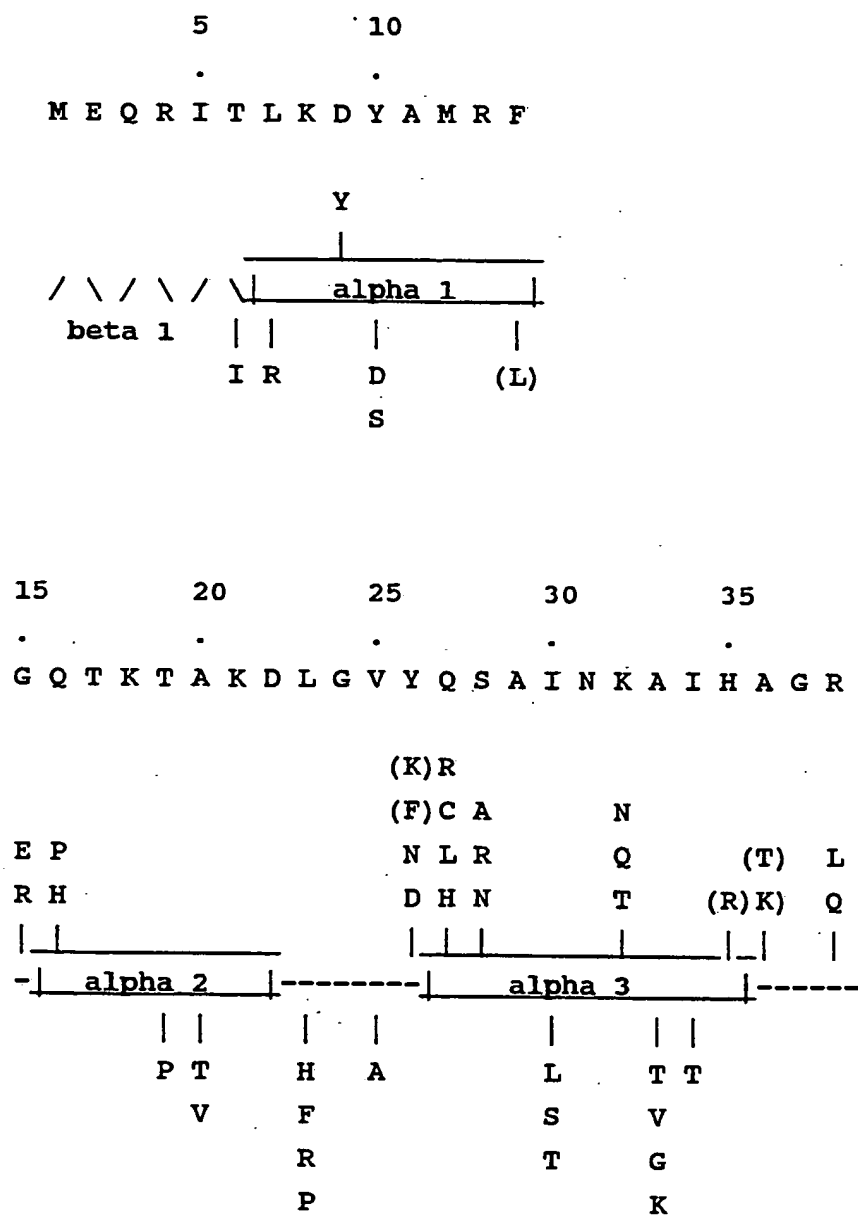 5 10
M E Q R I T L K D Y A M R F
Y
alpha 1
beta 1
I R D (L)
S
15 20 25 30 35
G Q T K T A K D L G V Y Q S A I N K A I H A G R
(K) R
(F) C A N
E P N L R Q (T) L
R H D H N T (R) K) Q
alpha 2 alpha 3
P T H A L T T
V F S V
R T G
P K